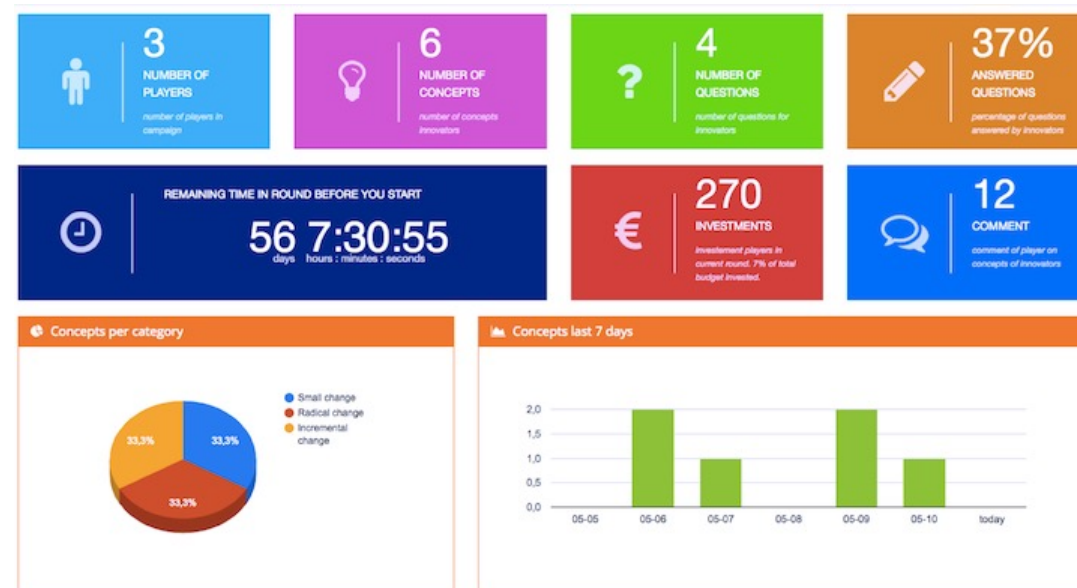 3
NUMBER OF
PLAYERS
number of players in
campaign
6
NUMBER OF
CONCEPTS
number of concepts
innovators
4
NUMBER OF
QUESTIONS
number of questions for
innovators
37%
ANSWERED
QUESTIONS
percentage of questions
answered by innovators
REMAINING TIME IN ROUND BEFORE YOU START
56 7:30:55
days hours : minutes : seconds
270
INVESTMENTS
investement players in
current round. 7% of total
budget invested.
12
COMMENT
comment of player on
concepts of innovators
Concepts per category
33,3%
33,3%
33,3%
Small change
Radical change
Incremental
change
Concepts last 7 days
2,0
1,5
1,0
0,5
0,0
05-05 05-06 05-07 05-08 05-09 05-10 today